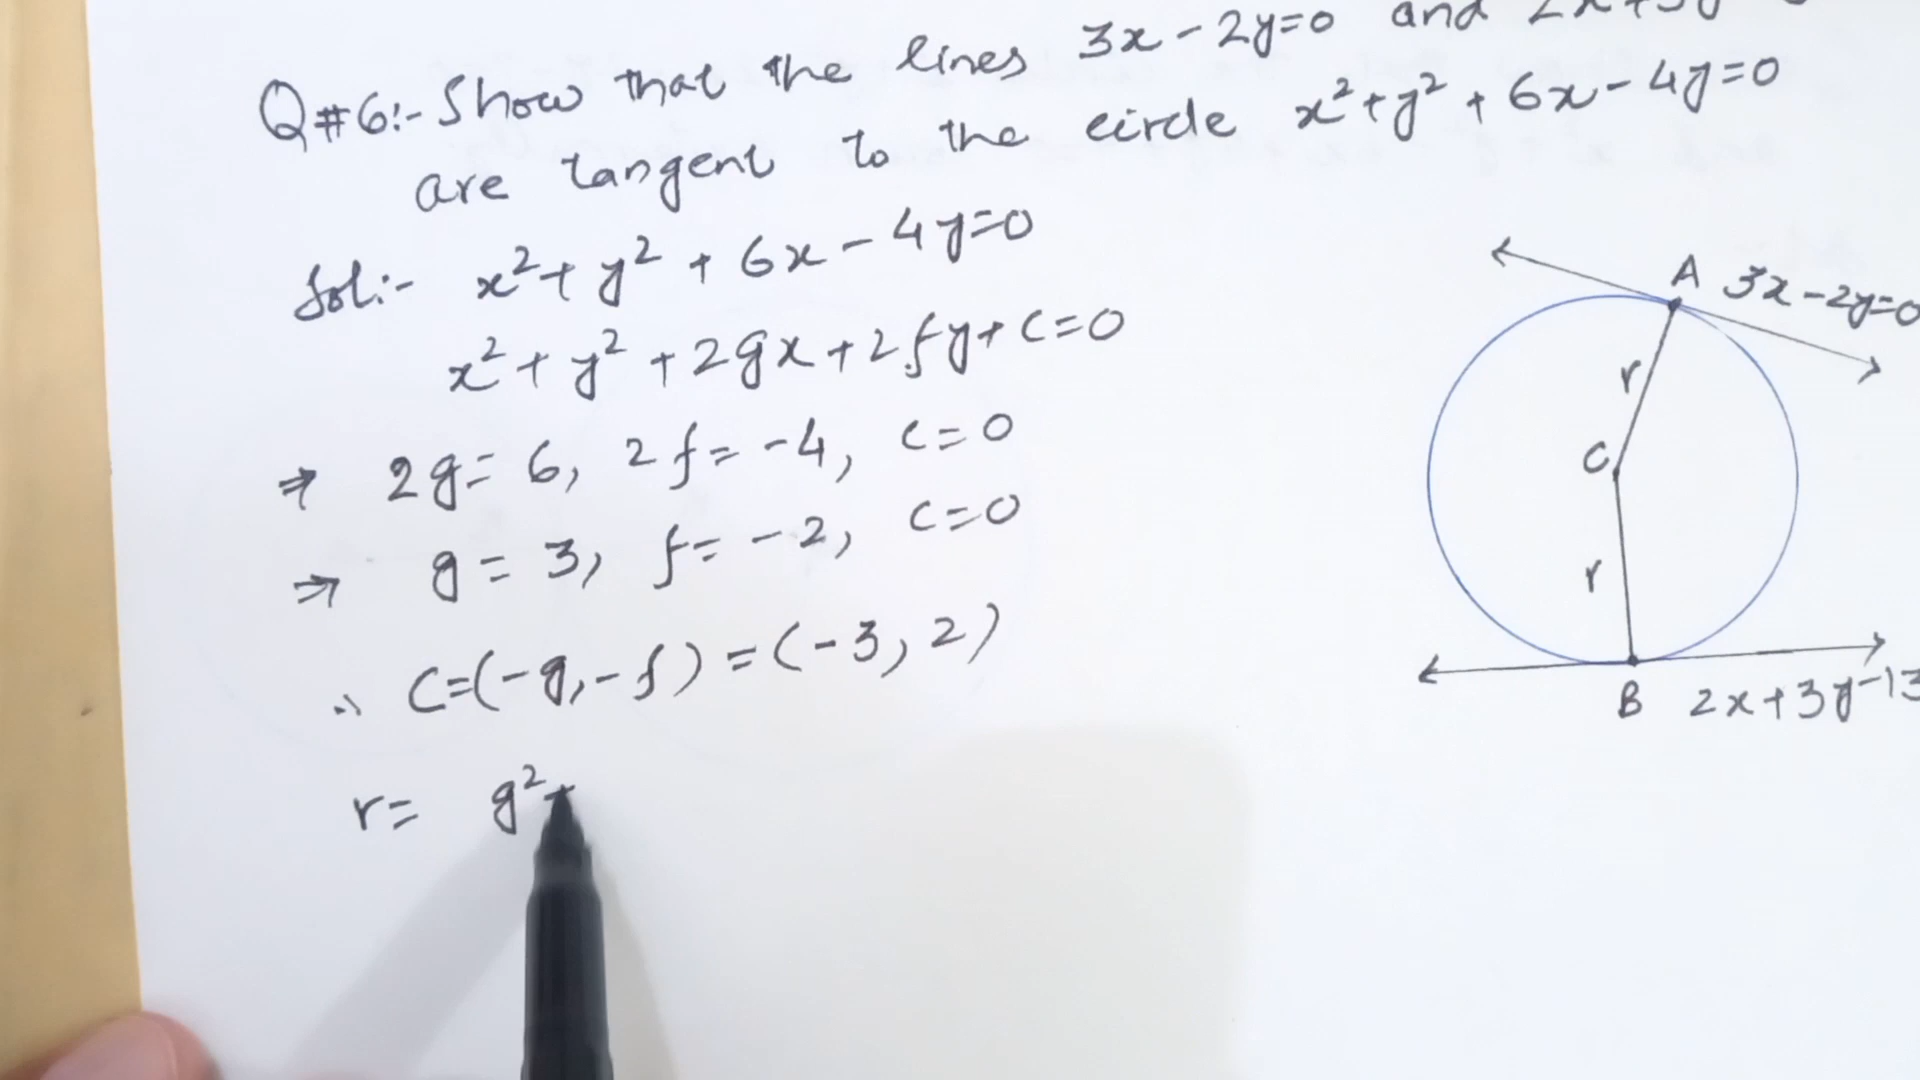 Q#6:- Show that the lines 3x-2y=0 and
are tangent to the circle x²+y²+6x-4y=0
Sol:- x²+y²+6x-4y=0
x²+y²+2gx+2fy+c=0
⇒ 2g=6, 2f=-4, c=0
⇒ g=3, f=-2, c=0
∴ C=(-g,-f)=(-3,2)
r= g²+
A 3x-2y=0
r
C
r
B 2x+3y-13